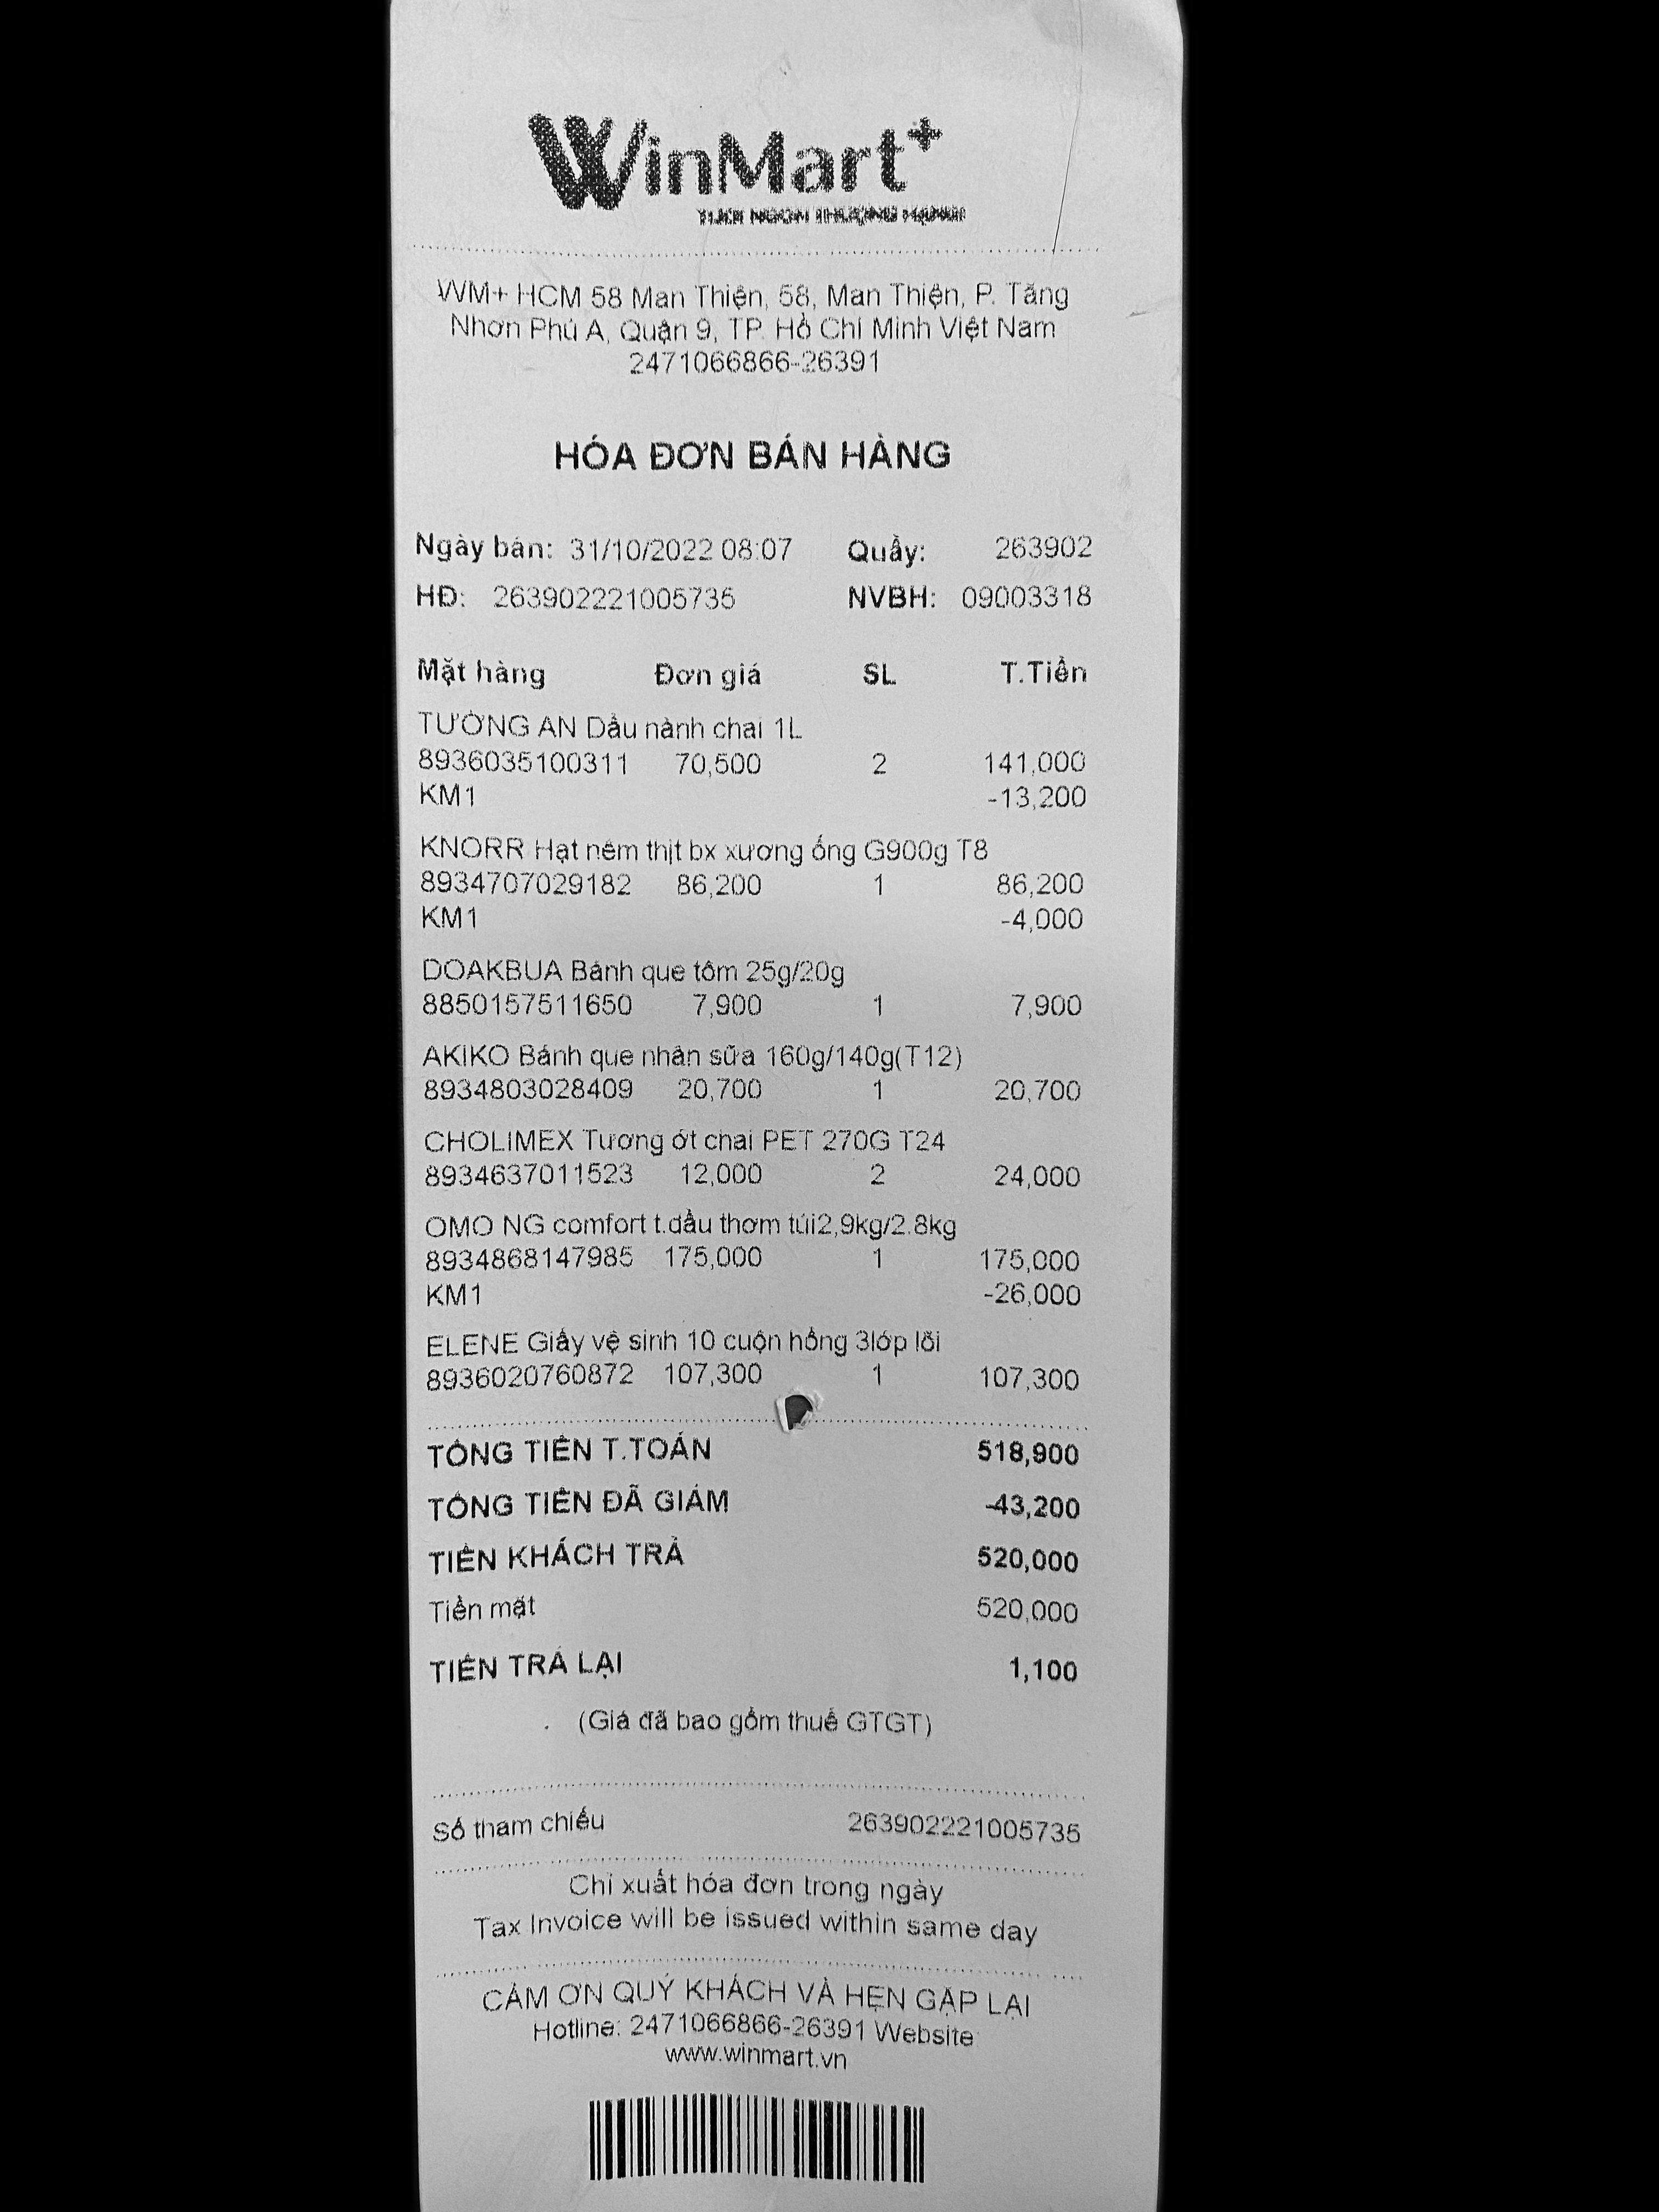 WinMart+
TƯƠI NGON THƯỢNG HẠNG
WM+ HCM 58 Man Thiện, 58, Man Thiện, P. Tăng
Nhơn Phú A, Quận 9, TP. Hồ Chí Minh Việt Nam
2471066866-26391
HÓA ĐƠN BÁN HÀNG
Ngày bán: 31/10/2022 08:07 Quầy: 263902
HĐ: 263902221005735 NVBH: 09003318
Mặt hàng Đơn giá SL T.Tiền
TƯỜNG AN Dầu nành chai 1L
8936035100311 70,500 2 141,000
KM1 -13,200
KNORR Hạt nêm thịt bx xương ống G900g T8
8934707029182 86,200 1 86,200
KM1 -4,000
DOAKBUA Bánh que tôm 25g/20g
8850157511650 7,900 1 7,900
AKIKO Bánh que nhân sữa 160g/140g(T12)
8934803028409 20,700 1 20,700
CHOLIMEX Tương ớt chai PET 270G T24
8934637011523 12,000 2 24,000
OMO NG comfort t.dầu thơm túi2,9kg/2.8kg
8934868147985 175,000 1 175,000
KM1 -26,000
ELENE Giấy vệ sinh 10 cuộn hồng 3lớp lõi
8936020760872 107,300 1 107,300
TỔNG TIỀN T.TOÁN 518,900
TỔNG TIỀN ĐÃ GIẢM -43,200
TIỀN KHÁCH TRẢ 520,000
Tiền mặt 520,000
TIỀN TRẢ LẠI 1,100
(Giá đã bao gồm thuế GTGT)
Số tham chiếu 263902221005735
Chỉ xuất hóa đơn trong ngày
Tax Invoice will be issued within same day
CẢM ƠN QUÝ KHÁCH VÀ HẸN GẶP LẠI
Hotline: 2471066866-26391 Website
www.winmart.vn